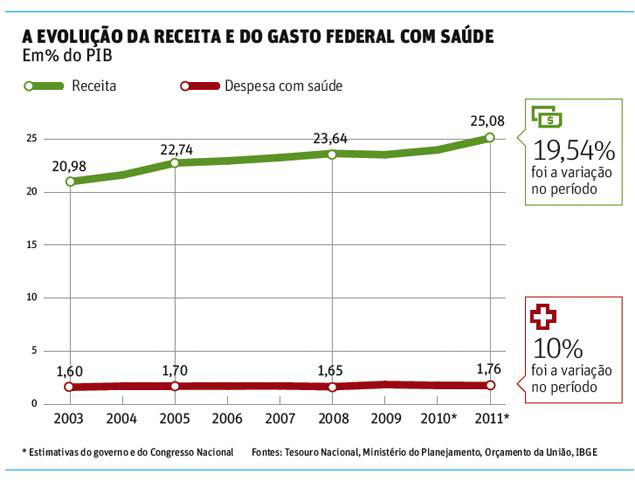 A EVOLUÇÃO DA RECEITA E DO GASTO FEDERAL COM SAÚDE
Em% do PIB
Receita
Despesa com saúde
25
20
15
10
5
0
20,98
22,74
23,64
25,08
1,60
1,70
1,65
1,76
2003 2004 2005 2006 2007 2008 2009 2010* 2011*
$
19,54%
foi a variação
no período
10%
foi a variação
no período
* Estimativas do governo e do Congresso Nacional Fontes: Tesouro Nacional, Ministério do Planejamento, Orçamento da União, IBGE